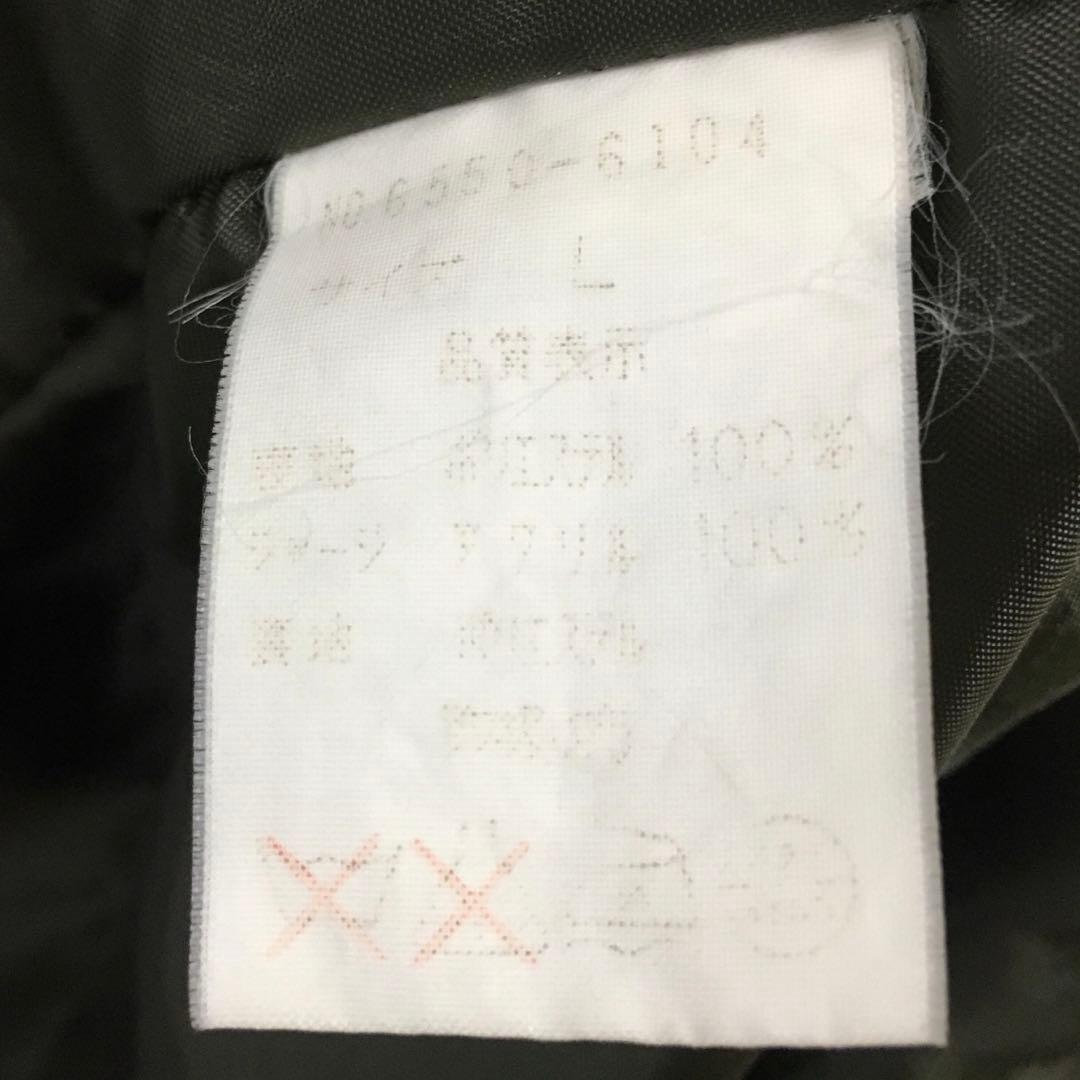 NO 6550-6104
サイズ L
品質表示
表地 ポリエステル 100%
ファー アクリル 100%
裏地 ポリエステル